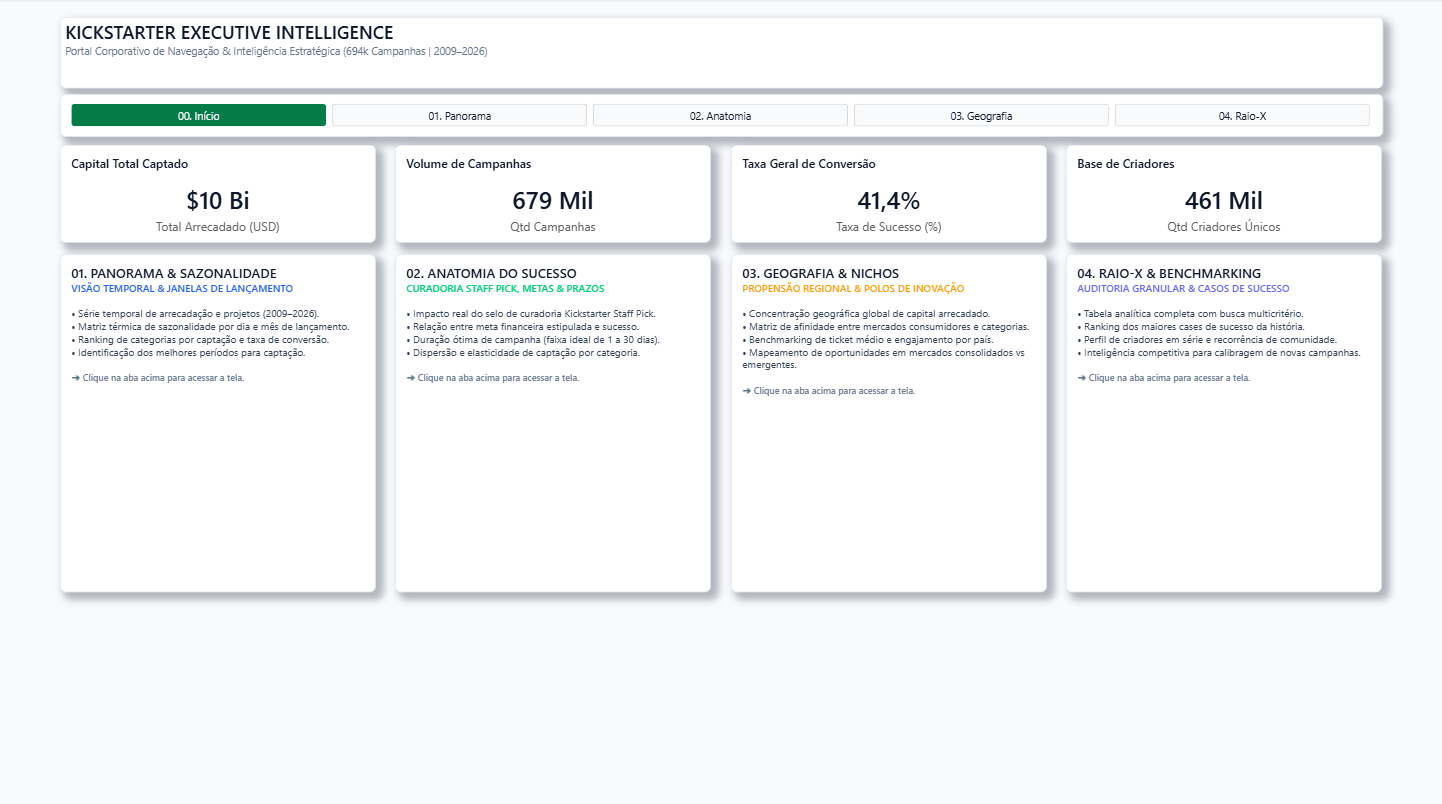 KICKSTARTER EXECUTIVE INTELLIGENCE
Portal Corporativo de Navegação & Inteligência Estratégica (694k Campanhas | 2009–2026)
00. Início
01. Panorama
02. Anatomia
03. Geografia
04. Raio-X
Capital Total Captado
$10 Bi
Total Arrecadado (USD)
Volume de Campanhas
679 Mil
Qtd Campanhas
Taxa Geral de Conversão
41,4%
Taxa de Sucesso (%)
Base de Criadores
461 Mil
Qtd Criadores Únicos
01. PANORAMA & SAZONALIDADE
VISÃO TEMPORAL & JANELAS DE LANÇAMENTO
• Série temporal de arrecadação e projetos (2009–2026).
• Matriz térmica de sazonalidade por dia e mês de lançamento.
• Ranking de categorias por captação e taxa de conversão.
• Identificação dos melhores períodos para captação.
➔ Clique na aba acima para acessar a tela.
02. ANATOMIA DO SUCESSO
CURADORIA STAFF PICK, METAS & PRAZOS
• Impacto real do selo de curadoria Kickstarter Staff Pick.
• Relação entre meta financeira estipulada e sucesso.
• Duração ótima de campanha (faixa ideal de 1 a 30 dias).
• Dispersão e elasticidade de captação por categoria.
➔ Clique na aba acima para acessar a tela.
03. GEOGRAFIA & NICHOS
PROPENSÃO REGIONAL & POLOS DE INOVAÇÃO
• Concentração geográfica global de capital arrecadado.
• Matriz de afinidade entre mercados consumidores e categorias.
• Benchmarking de ticket médio e engajamento por país.
• Mapeamento de oportunidades em mercados consolidados vs
emergentes.
➔ Clique na aba acima para acessar a tela.
04. RAIO-X & BENCHMARKING
AUDITORIA GRANULAR & CASOS DE SUCESSO
• Tabela analítica completa com busca multicritério.
• Ranking dos maiores cases de sucesso da história.
• Perfil de criadores em série e recorrência de comunidade.
• Inteligência competitiva para calibragem de novas campanhas.
➔ Clique na aba acima para acessar a tela.